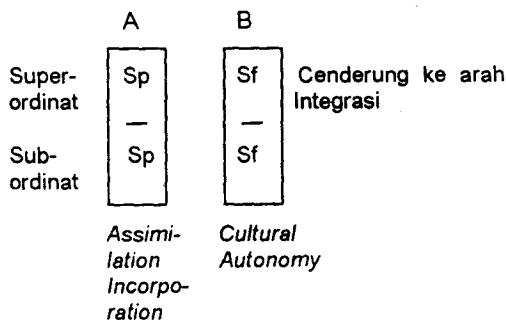 A B
Super- Sp Sf Cenderung ke arah
ordinat Integrasi
Sub- Sp Sf
ordinat
Assimi- Cultural
lation Autonomy
Incorpo-
ration